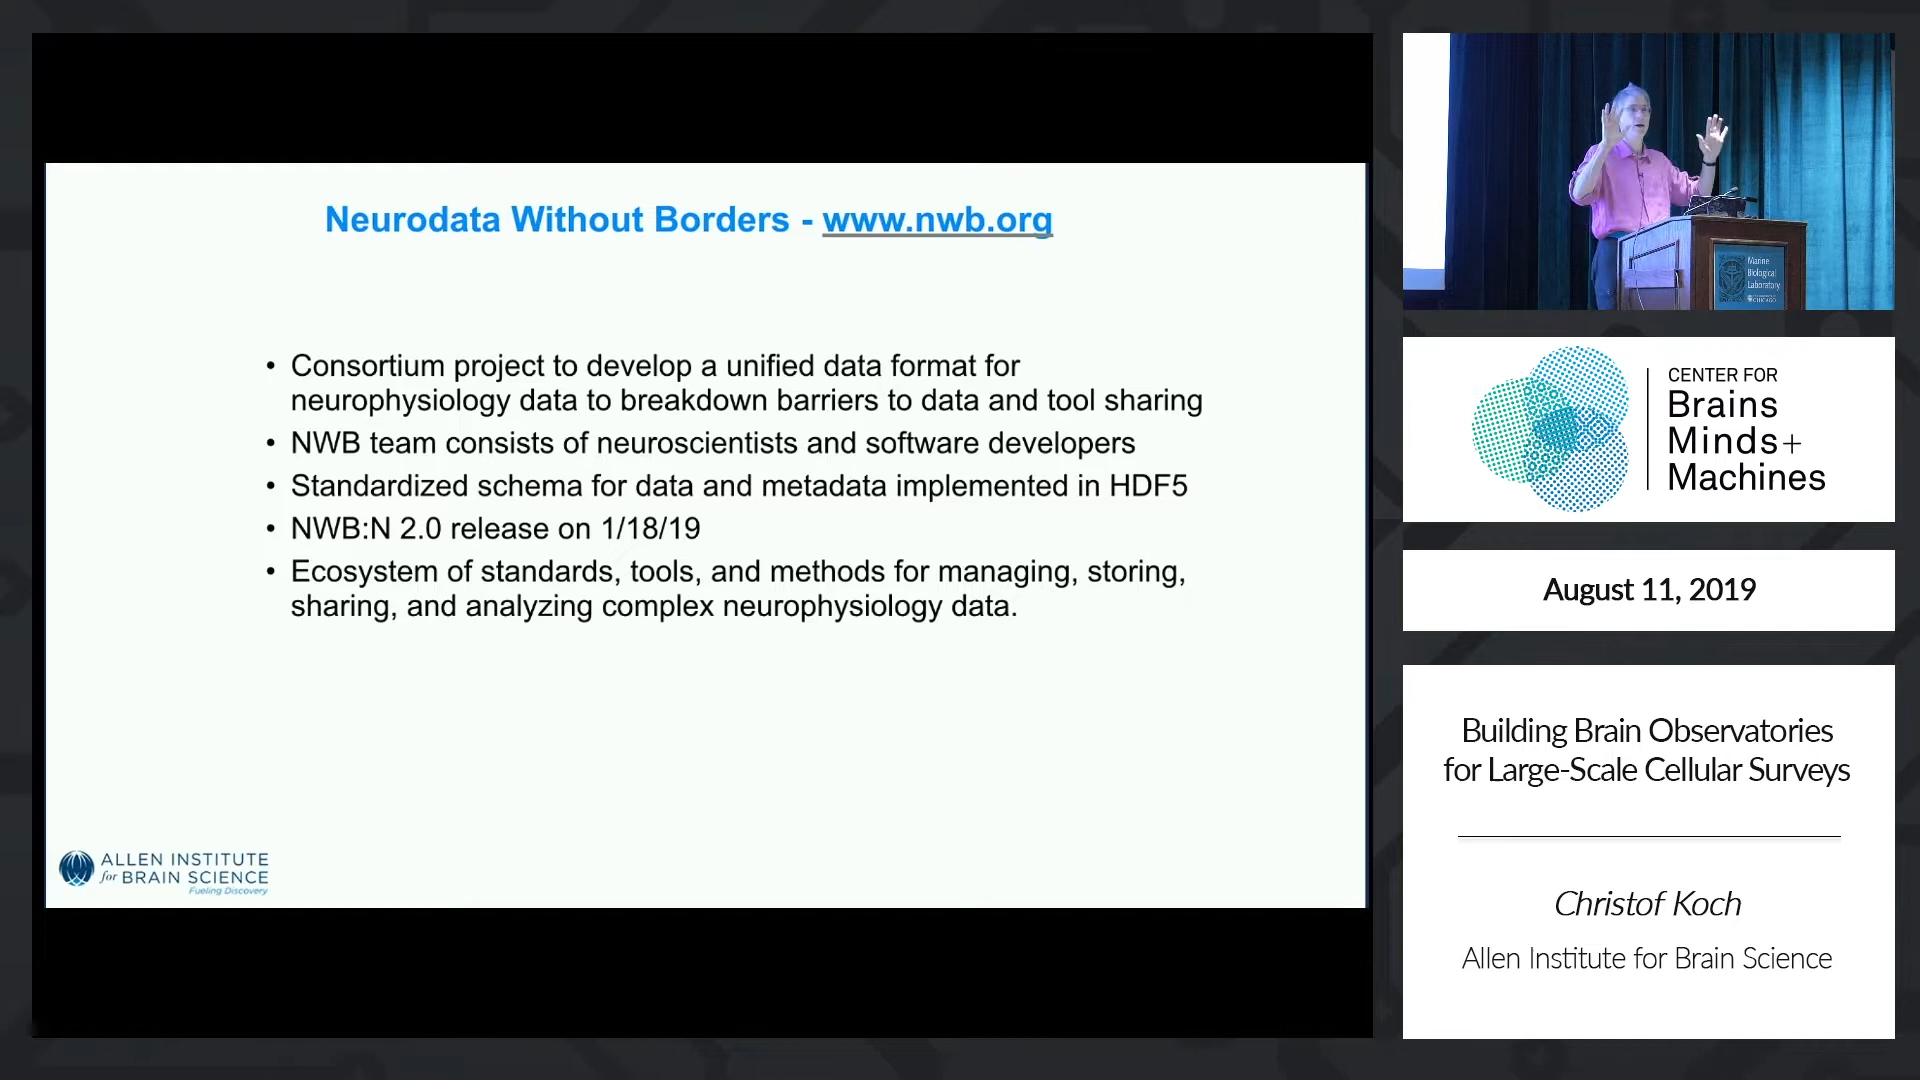 Neurodata Without Borders - www.nwb.org
• Consortium project to develop a unified data format for
neurophysiology data to breakdown barriers to data and tool sharing
• NWB team consists of neuroscientists and software developers
• Standardized schema for data and metadata implemented in HDF5
• NWB:N 2.0 release on 1/18/19
• Ecosystem of standards, tools, and methods for managing, storing,
sharing, and analyzing complex neurophysiology data.
ALLEN INSTITUTE
for BRAIN SCIENCE
Fueling Discovery
Marine
Biological
Laboratory
CHICAGO
CENTER FOR
Brains
Minds+
Machines
August 11, 2019
Building Brain Observatories
for Large-Scale Cellular Surveys
Christof Koch
Allen Institute for Brain Science